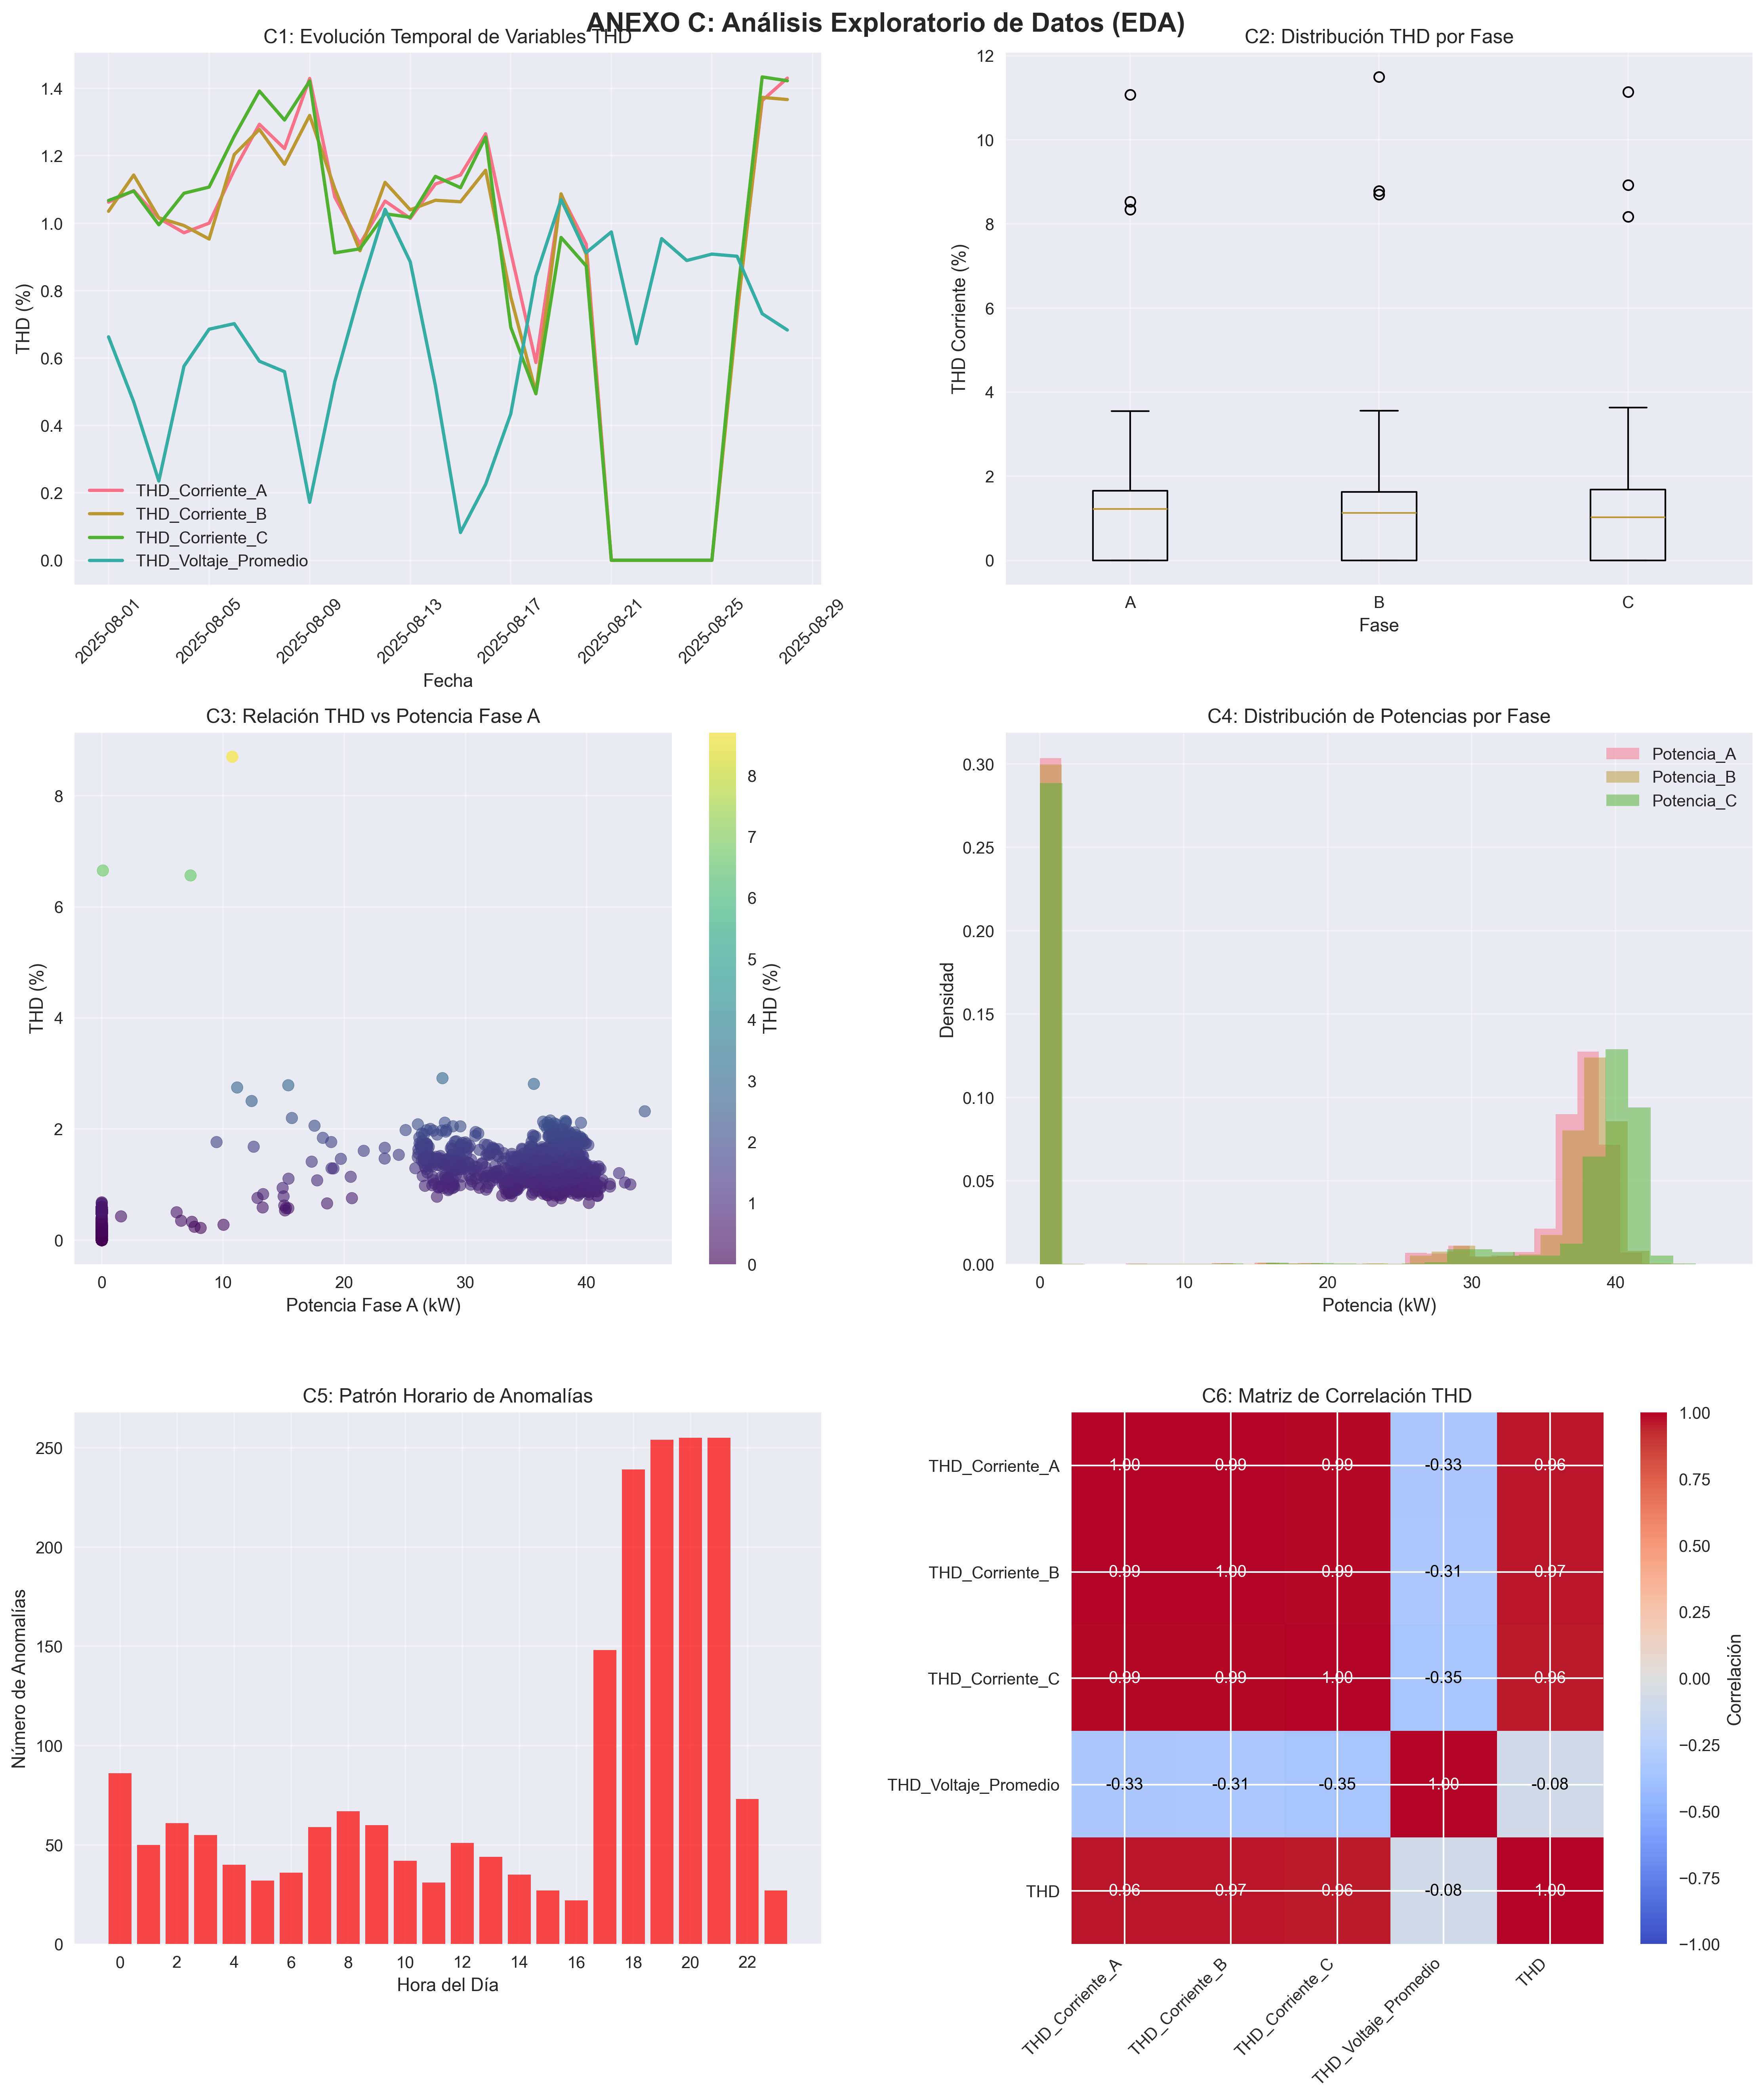 ANEXO C: Análisis Exploratorio de Datos (EDA)
C1: Evolución Temporal de Variables THD
THD (%)
1.4
1.2
1.0
0.8
0.6
0.4
0.2
0.0
THD_Corriente_A
THD_Corriente_B
THD_Corriente_C
THD_Voltaje_Promedio
2025-08-01
2025-08-05
2025-08-09
2025-08-13
2025-08-17
2025-08-21
2025-08-25
2025-08-29
Fecha
C2: Distribución THD por Fase
THD Corriente (%)
12
10
8
6
4
2
0
A
B
C
Fase
C3: Relación THD vs Potencia Fase A
THD (%)
8
6
4
2
0
0
10
20
30
40
Potencia Fase A (kW)
8
7
6
5
4
3
2
1
0
THD (%)
C4: Distribución de Potencias por Fase
Densidad
0.30
0.25
0.20
0.15
0.10
0.05
0.00
Potencia_A
Potencia_B
Potencia_C
0
10
20
30
40
Potencia (kW)
C5: Patrón Horario de Anomalías
Número de Anomalías
250
200
150
100
50
0
0
2
4
6
8
10
12
14
16
18
20
22
Hora del Día
C6: Matriz de Correlación THD
THD_Corriente_A
1.00 0.99 0.99 -0.33 0.96
THD_Corriente_B
0.99 1.00 0.99 -0.31 0.97
THD_Corriente_C
0.99 0.99 1.00 -0.35 0.96
THD_Voltaje_Promedio
-0.33 -0.31 -0.35 1.00 -0.08
THD
0.96 0.97 0.96 -0.08 1.00
THD_Corriente_A
THD_Corriente_B
THD_Corriente_C
THD_Voltaje_Promedio
THD
1.00
0.75
0.50
0.25
0.00
−0.25
−0.50
−0.75
−1.00
Correlación